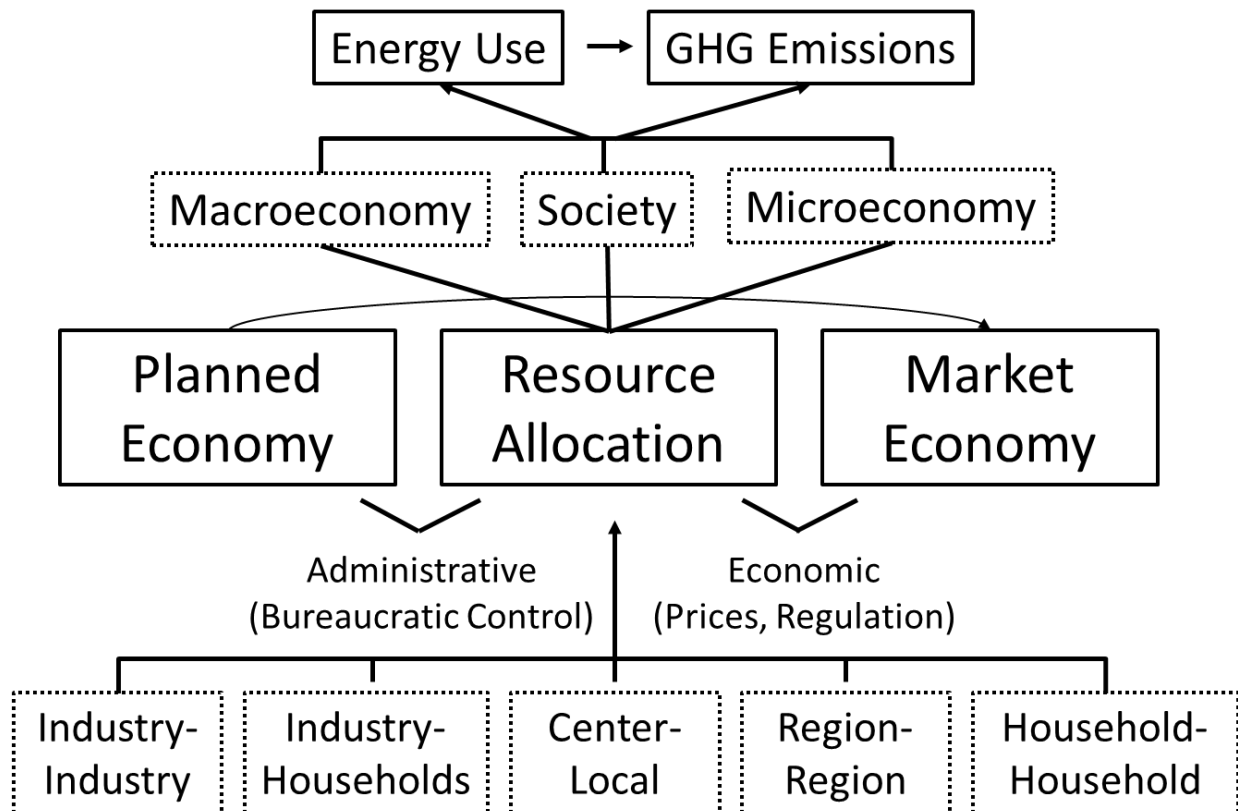 Energy Use
GHG Emissions
Macroeconomy
Society
Microeconomy
Planned
Economy
Resource
Allocation
Market
Economy
Administrative
(Bureaucratic Control)
Economic
(Prices, Regulation)
Industry-
Industry
Industry-
Households
Center-
Local
Region-
Region
Household-
Household